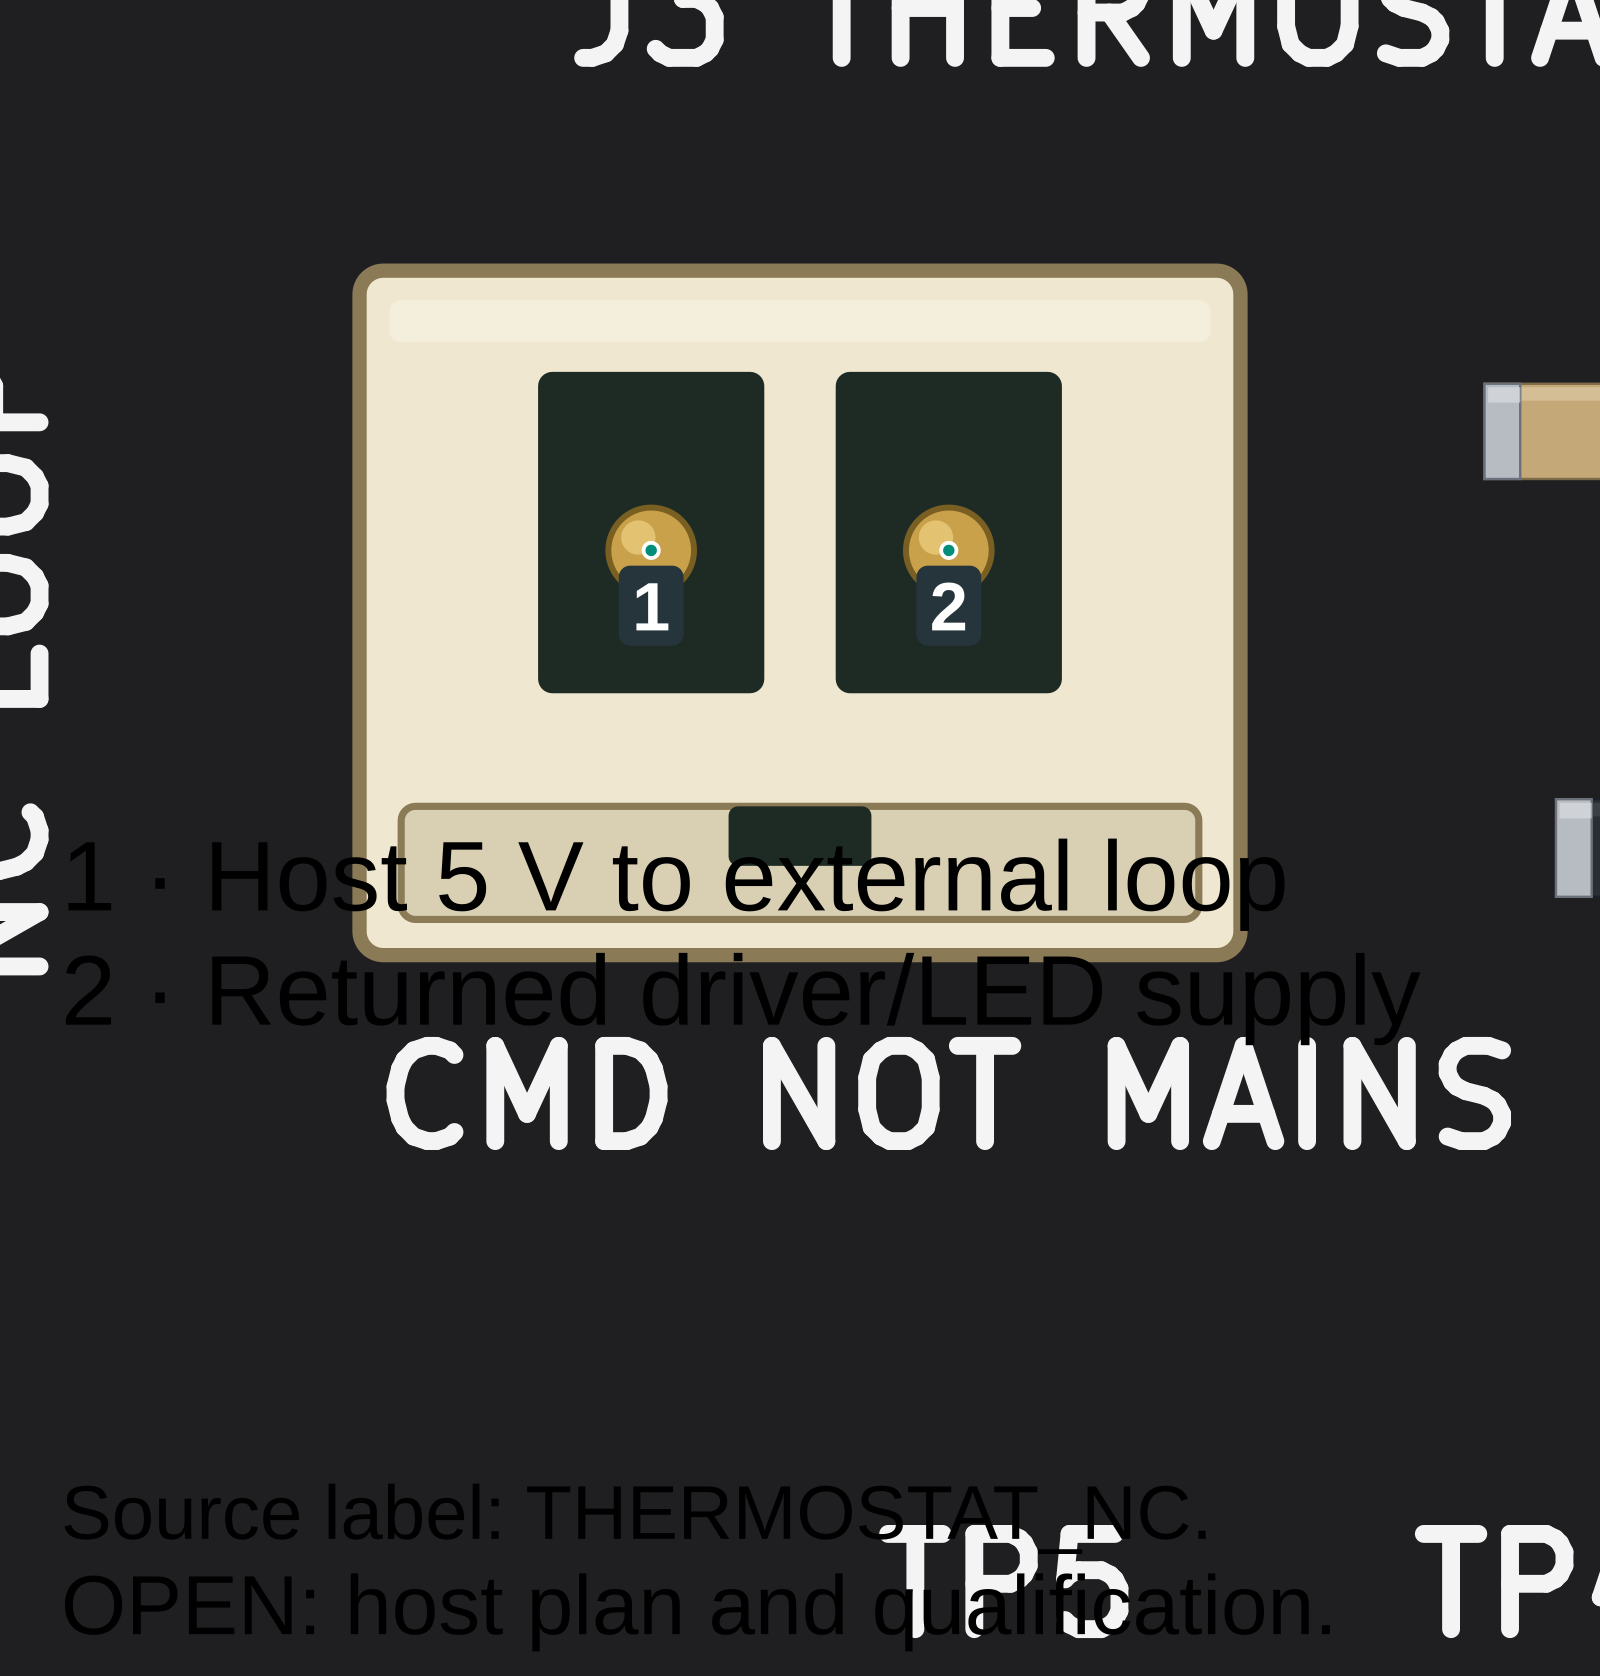 J3 THERMOSTA
NC LOOP
1
2
1 · Host 5 V to external loop
2 · Returned driver/LED supply
CMD NOT MAINS
Source label: THERMOSTAT_NC.
TP5
OPEN: host plan and qualification.